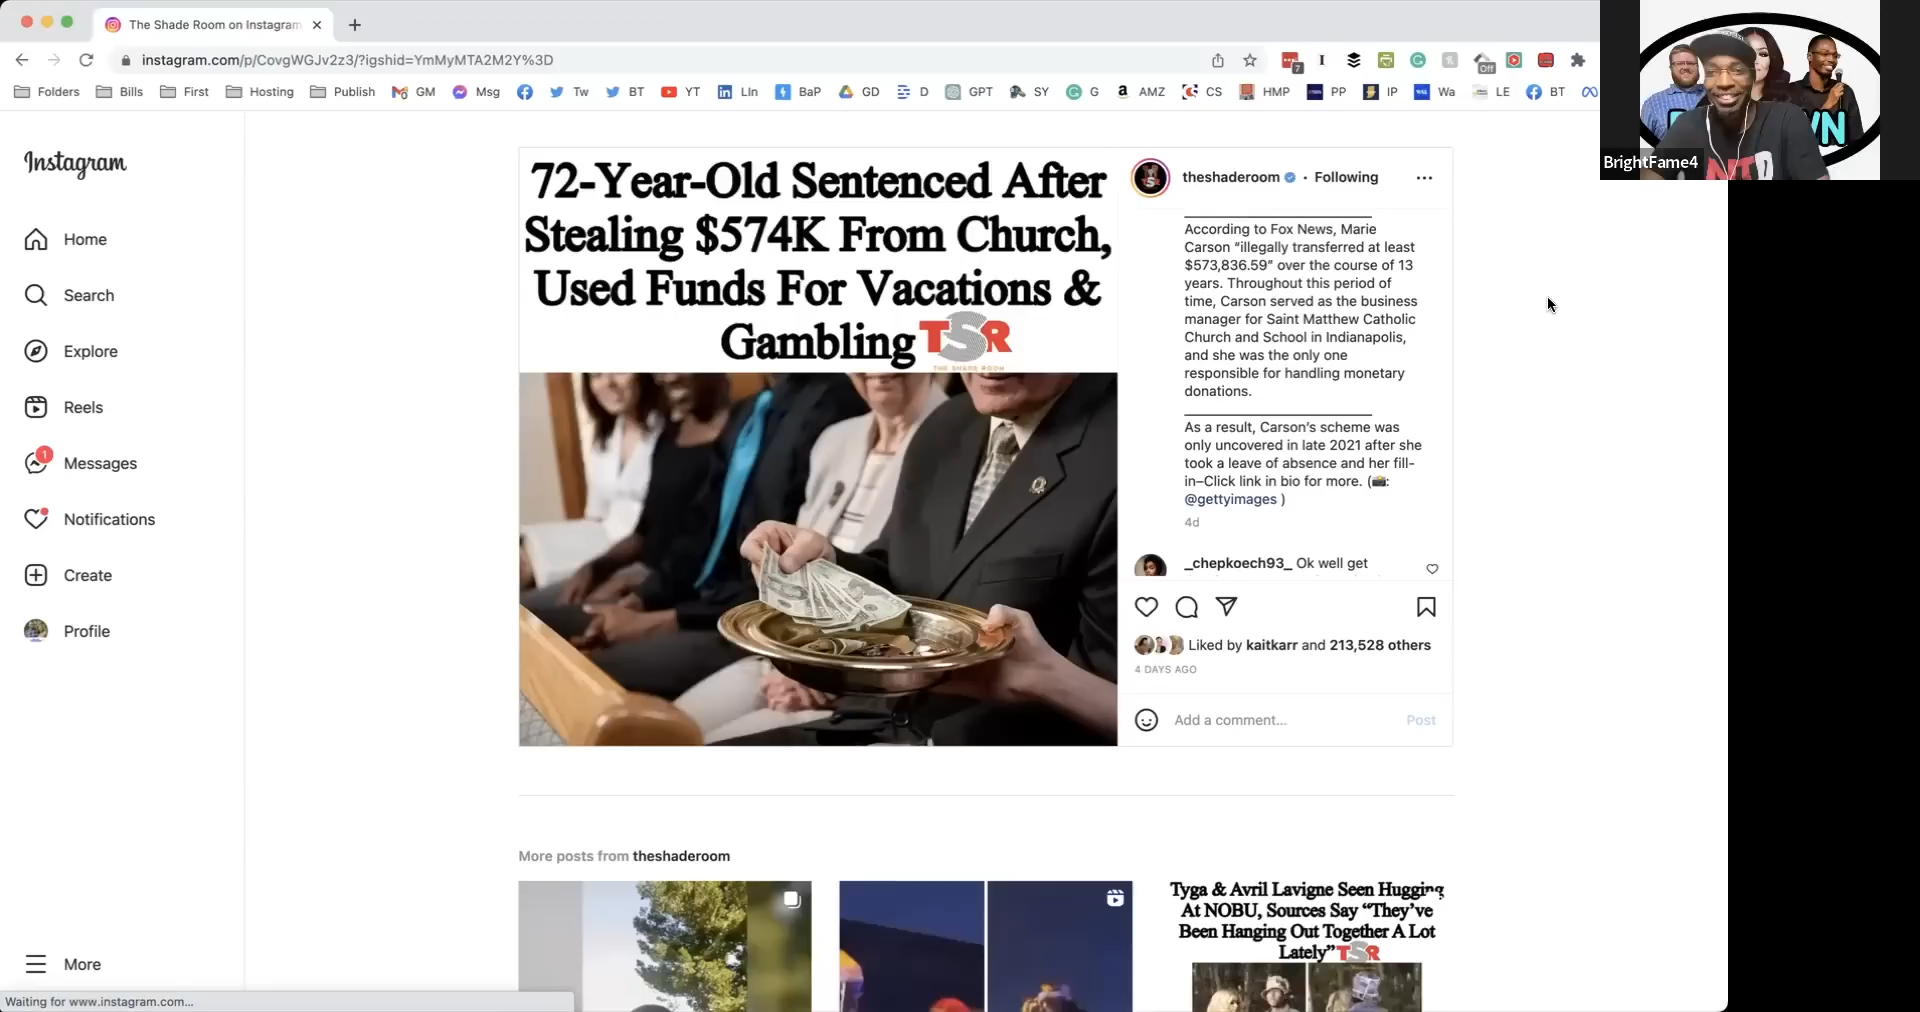 The Shade Room on Instagram
instagram.com/p/CovgWGJv2z3/?igshid=YmMyMTA2M2Y%3D
7
Off
Folders Bills First Hosting Publish GM Msg Tw BT YT LIn BaP GD D GPT SY G AMZ CS HMP PP IP Wa LE BT
BrightFame4
Instagram
Home
Search
Explore
Reels
1
Messages
Notifications
Create
Profile
More
Waiting for www.instagram.com...
72-Year-Old Sentenced After
Stealing $574K From Church,
Used Funds For Vacations &
Gambling TSR
THE SHADE ROOM
theshaderoom • Following
According to Fox News, Marie
Carson “illegally transferred at least
$573,836.59” over the course of 13
years. Throughout this period of
time, Carson served as the business
manager for Saint Matthew Catholic
Church and School in Indianapolis,
and she was the only one
responsible for handling monetary
donations.
As a result, Carson’s scheme was
only uncovered in late 2021 after she
took a leave of absence and her fill-
in–Click link in bio for more. (📸:
@gettyimages )
4d
_chepkoech93_ Ok well get
Liked by kaitkarr and 213,528 others
4 DAYS AGO
Add a comment... Post
More posts from theshaderoom
Tyga & Avril Lavigne Seen Hugging
At NOBU, Sources Say “They’ve
Been Hanging Out Together A Lot
Lately” TSR